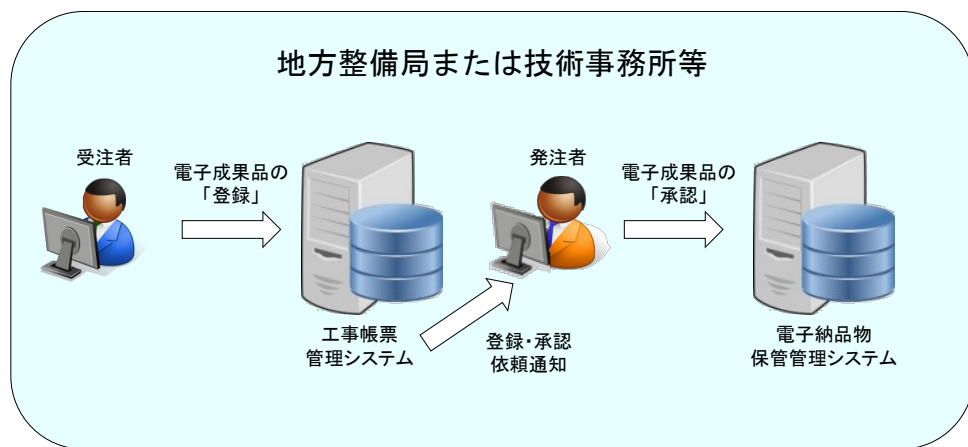 地方整備局または技術事務所等
受注者
電子成果品の
「登録」
発注者
電子成果品の
「承認」
工事帳票
管理システム
登録・承認
依頼通知
電子納品物
保管管理システム